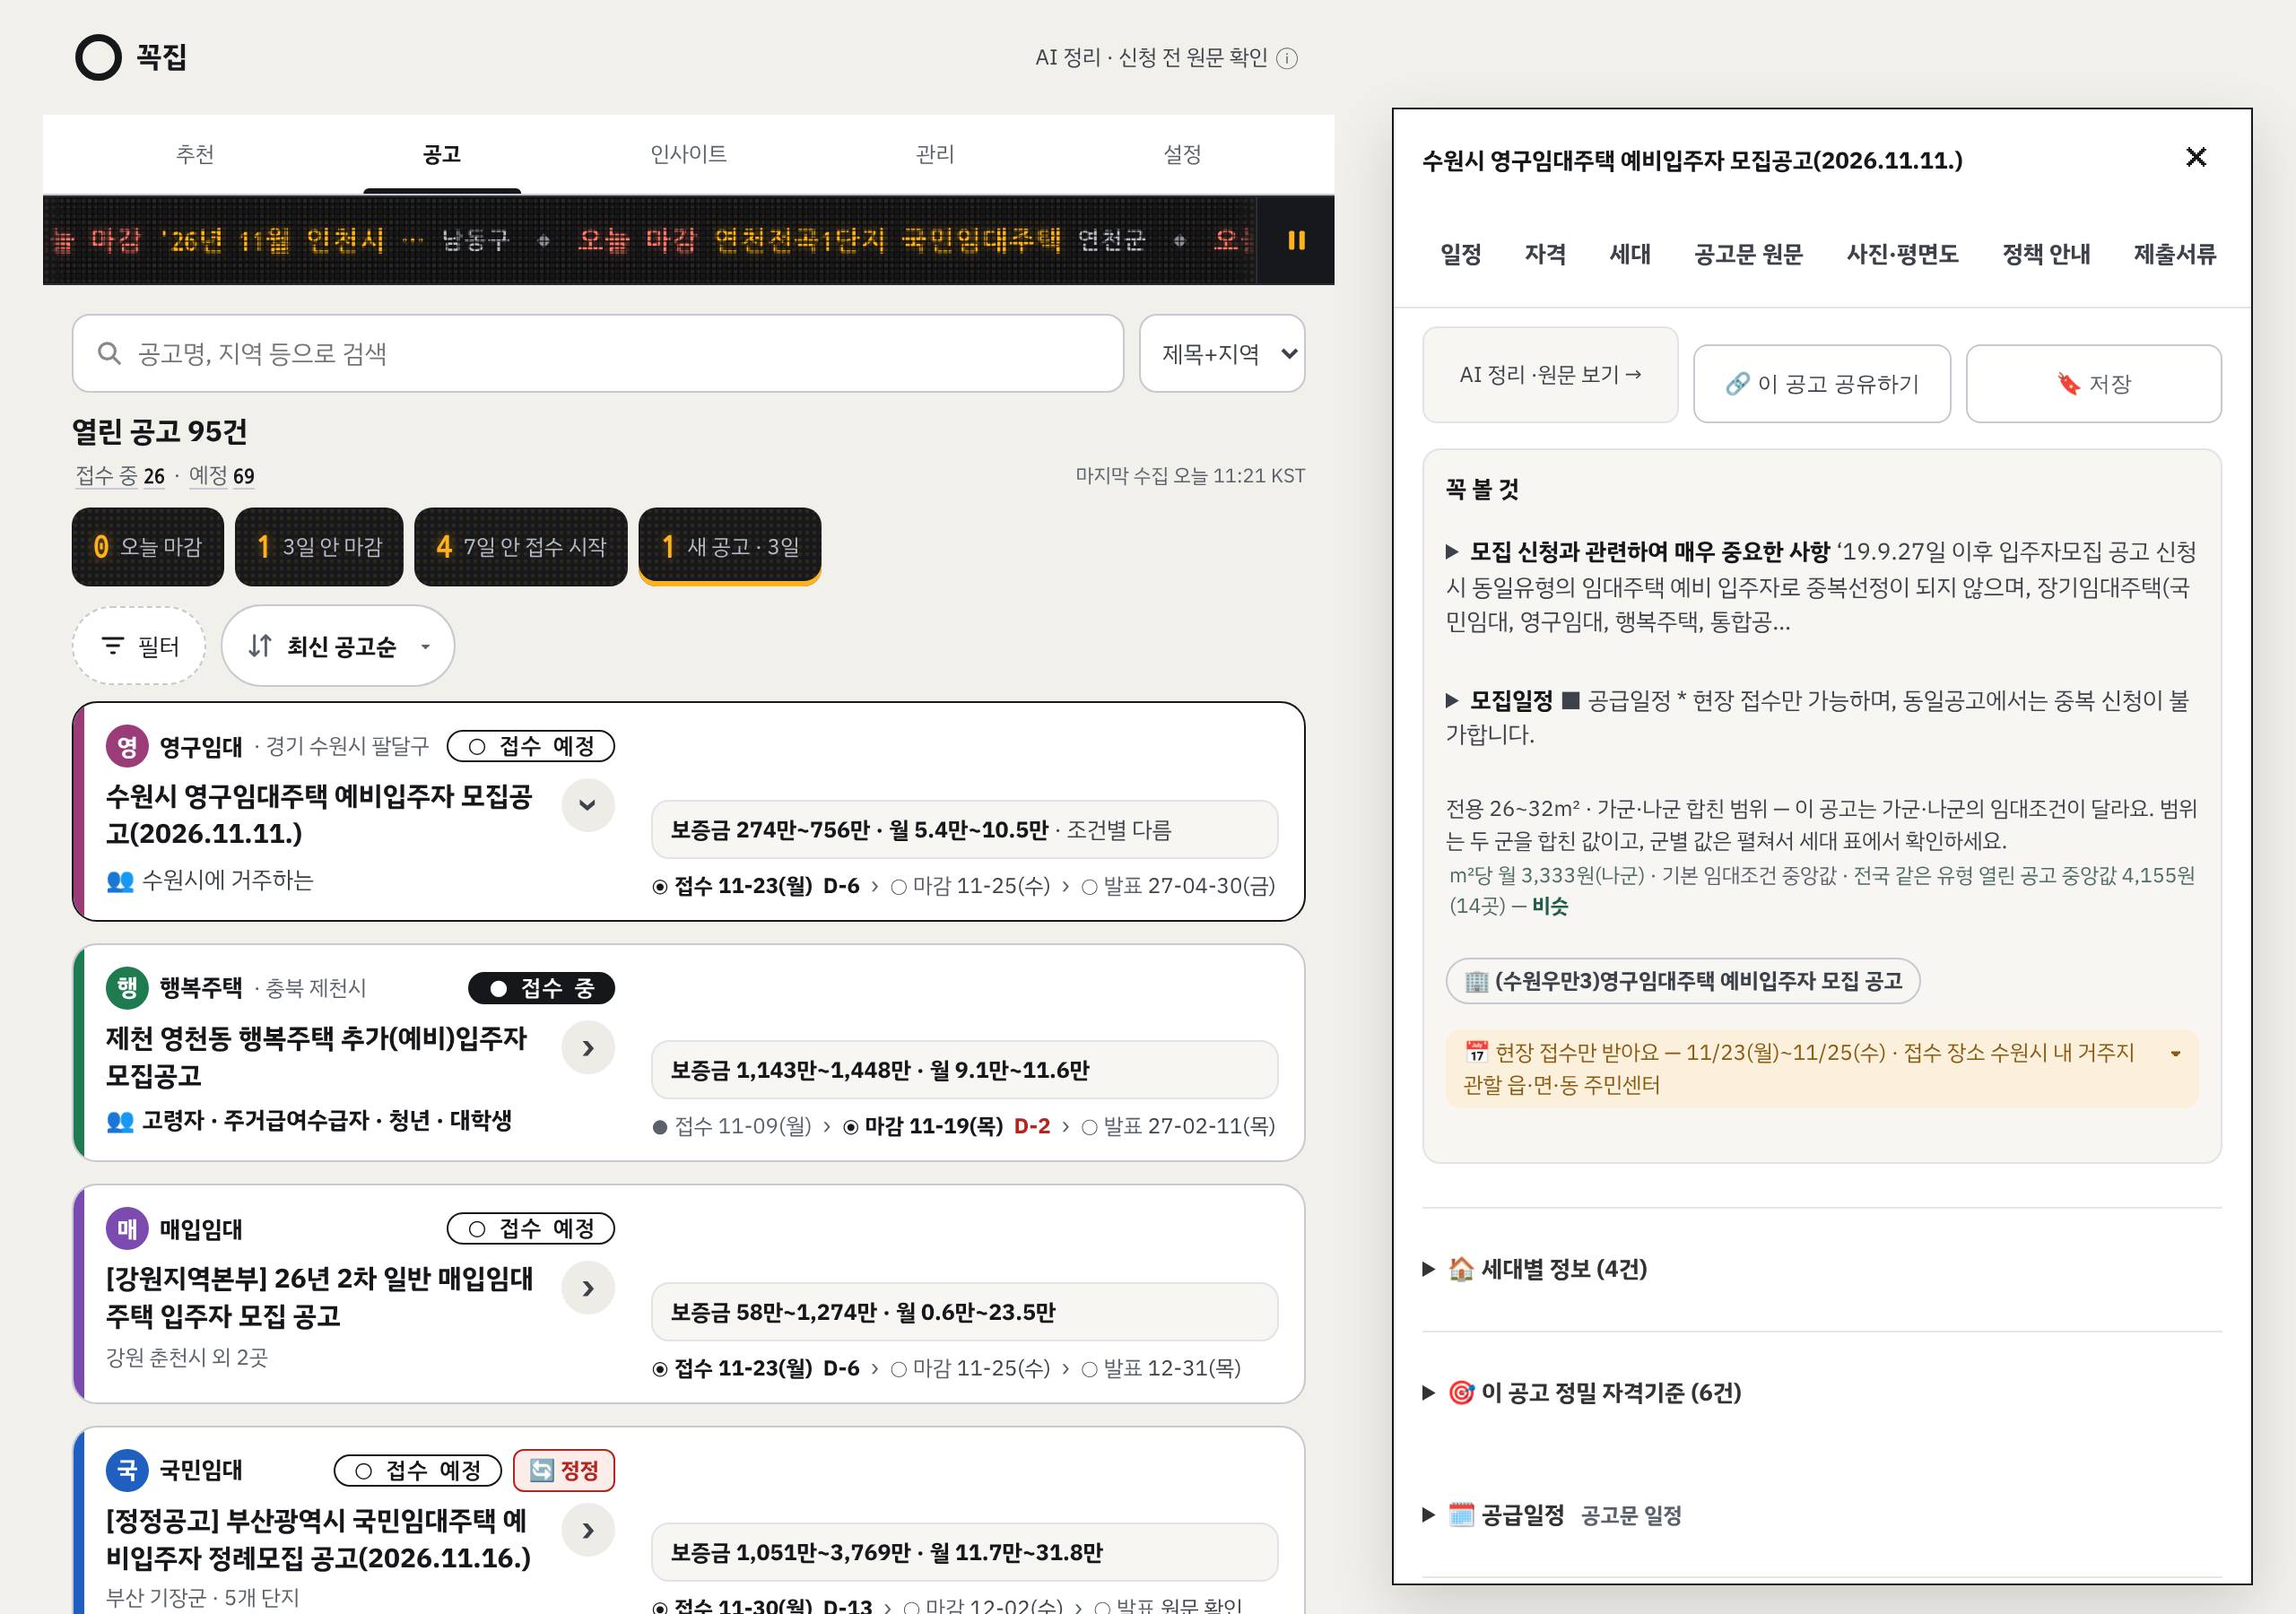 꼭집
AI 정리 · 신청 전 원문 확인 ⓘ
추천
공고
인사이트
관리
설정
늘 마감 '26년 11월 인천시 … 남동구 ◆ 오늘 마감 연천전곡1단지 국민임대주택 연천군 ◆ 오늘
공고명, 지역 등으로 검색
제목+지역
열린 공고 95건
접수 중 26 · 예정 69
마지막 수집 오늘 11:21 KST
0 오늘 마감
1 3일 안 마감
4 7일 안 접수 시작
1 새 공고 · 3일
필터
최신 공고순
영 영구임대 · 경기 수원시 팔달구 ○ 접수 예정
수원시 영구임대주택 예비입주자 모집공
고(2026.11.11.)
👥 수원시에 거주하는
보증금 274만~756만 · 월 5.4만~10.5만 · 조건별 다름
◉ 접수 11-23(월) D-6 › ○ 마감 11-25(수) › ○ 발표 27-04-30(금)
행 행복주택 · 충북 제천시 ● 접수 중
제천 영천동 행복주택 추가(예비)입주자
모집공고
👥 고령자 · 주거급여수급자 · 청년 · 대학생
보증금 1,143만~1,448만 · 월 9.1만~11.6만
● 접수 11-09(월) › ◉ 마감 11-19(목) D-2 › ○ 발표 27-02-11(목)
매 매입임대 ○ 접수 예정
[강원지역본부] 26년 2차 일반 매입임대
주택 입주자 모집 공고
강원 춘천시 외 2곳
보증금 58만~1,274만 · 월 0.6만~23.5만
◉ 접수 11-23(월) D-6 › ○ 마감 11-25(수) › ○ 발표 12-31(목)
국 국민임대 ○ 접수 예정 🔄 정정
[정정공고] 부산광역시 국민임대주택 예
비입주자 정례모집 공고(2026.11.16.)
부산 기장군 · 5개 단지
보증금 1,051만~3,769만 · 월 11.7만~31.8만
◉ 접수 11-30(월) D-13 › ○ 마감 12-02(수) › ○ 발표 원문 확인
수원시 영구임대주택 예비입주자 모집공고(2026.11.11.)
✕
일정
자격
세대
공고문 원문
사진·평면도
정책 안내
제출서류
AI 정리 ·원문 보기 →
🔗 이 공고 공유하기
🔖 저장
꼭 볼 것
▶ 모집 신청과 관련하여 매우 중요한 사항 ‘19.9.27일 이후 입주자모집 공고 신청
시 동일유형의 임대주택 예비 입주자로 중복선정이 되지 않으며, 장기임대주택(국
민임대, 영구임대, 행복주택, 통합공…
▶ 모집일정 ■ 공급일정 * 현장 접수만 가능하며, 동일공고에서는 중복 신청이 불
가합니다.
전용 26~32m² · 가군·나군 합친 범위 — 이 공고는 가군·나군의 임대조건이 달라요. 범위
는 두 군을 합친 값이고, 군별 값은 펼쳐서 세대 표에서 확인하세요.
m²당 월 3,333원(나군) · 기본 임대조건 중앙값 · 전국 같은 유형 열린 공고 중앙값 4,155원
(14곳) — 비슷
🏢 (수원우만3)영구임대주택 예비입주자 모집 공고
📅 현장 접수만 받아요 — 11/23(월)~11/25(수) · 접수 장소 수원시 내 거주지
관할 읍·면·동 주민센터
▶ 🏠 세대별 정보 (4건)
▶ 🎯 이 공고 정밀 자격기준 (6건)
▶ 🗓️ 공급일정 공고문 일정